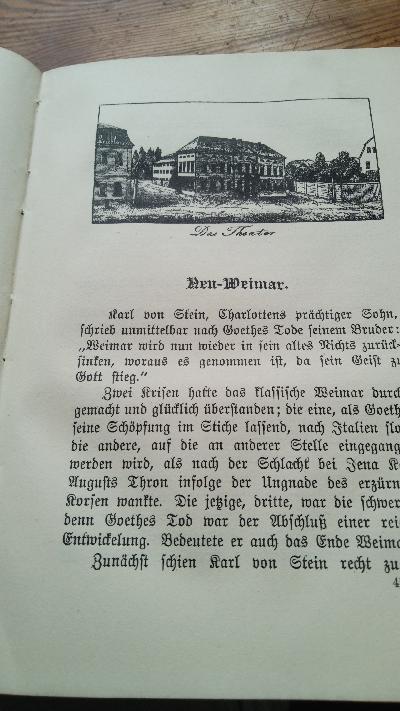 Das Theater
Neu-Weimar.
Karl von Stein, Charlottens prächtiger Sohn,
schrieb unmittelbar nach Goethes Tode seinem Bruder:
„Weimar wird nun wieder in sein altes Nichts zurück-
sinken, woraus es genommen ist, da sein Geist zu
Gott stieg.“
Zwei Krisen hatte das klassische Weimar durch
gemacht und glücklich überstanden; die eine, als Goeth
seine Schöpfung im Stiche lassend, nach Italien flo
die andere, auf die an anderer Stelle eingegang
werden wird, als nach der Schlacht bei Jena K
Augusts Thron infolge der Ungnade des erzürn
Korsen wankte. Die jetzige, dritte, war die schwer
denn Goethes Tod war der Abschluß einer rei
Entwickelung. Bedeutete er auch das Ende Weima
Zunächst schien Karl von Stein recht zu
4